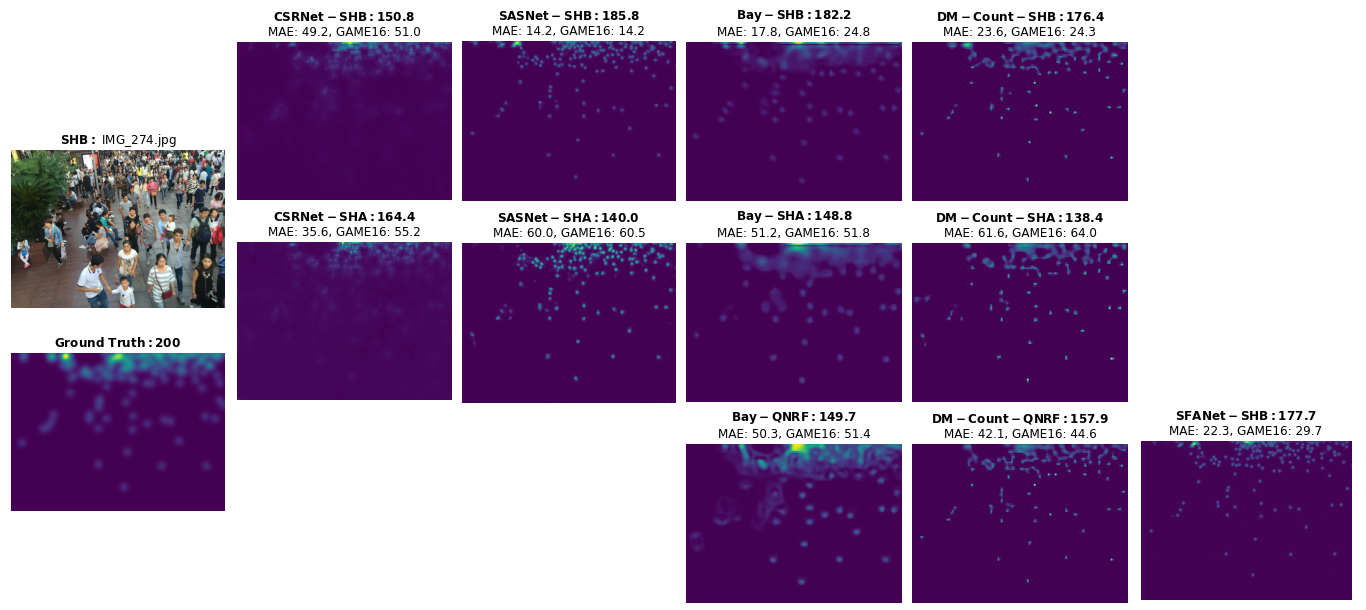 CSRNet − SHB : 150.8
MAE: 49.2, GAME16: 51.0
SASNet − SHB : 185.8
MAE: 14.2, GAME16: 14.2
Bay − SHB : 182.2
MAE: 17.8, GAME16: 24.8
DM − Count − SHB : 176.4
MAE: 23.6, GAME16: 24.3
SHB : IMG_274.jpg
CSRNet − SHA : 164.4
MAE: 35.6, GAME16: 55.2
SASNet − SHA : 140.0
MAE: 60.0, GAME16: 60.5
Bay − SHA : 148.8
MAE: 51.2, GAME16: 51.8
DM − Count − SHA : 138.4
MAE: 61.6, GAME16: 64.0
Ground Truth : 200
Bay − QNRF : 149.7
MAE: 50.3, GAME16: 51.4
DM − Count − QNRF : 157.9
MAE: 42.1, GAME16: 44.6
SFANet − SHB : 177.7
MAE: 22.3, GAME16: 29.7